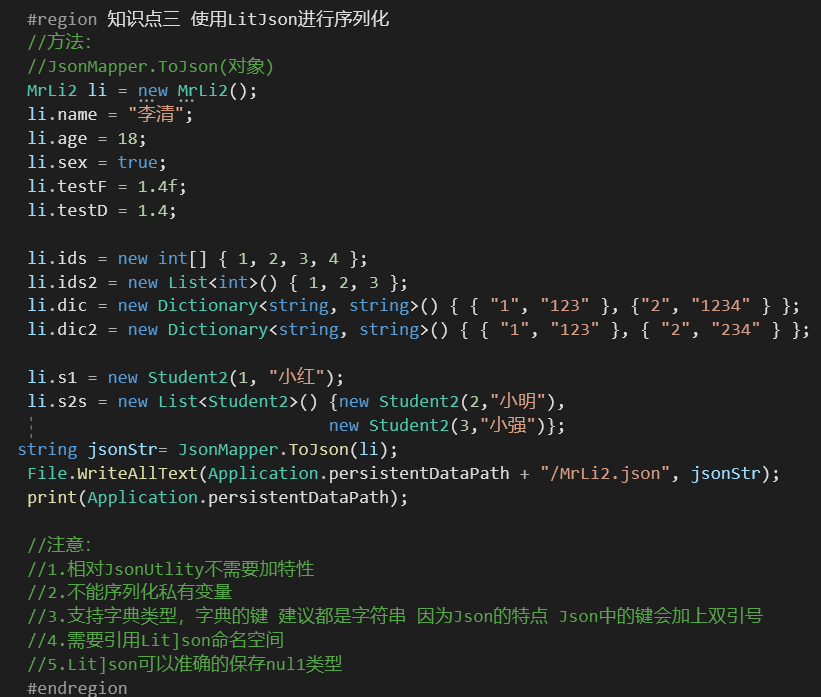 #region 知识点三 使用LitJson进行序列化
//方法:
//JsonMapper.ToJson(对象)
MrLi2 li = new MrLi2();
li.name = "李清";
li.age = 18;
li.sex = true;
li.testF = 1.4f;
li.testD = 1.4;
li.ids = new int[] { 1, 2, 3, 4 };
li.ids2 = new List<int>() { 1, 2, 3 };
li.dic = new Dictionary<string, string>() { { "1", "123" }, {"2", "1234" } };
li.dic2 = new Dictionary<string, string>() { { "1", "123" }, { "2", "234" } };
li.s1 = new Student2(1, "小红");
li.s2s = new List<Student2>() {new Student2(2,"小明"),
new Student2(3,"小强")};
string jsonStr= JsonMapper.ToJson(li);
File.WriteAllText(Application.persistentDataPath + "/MrLi2.json", jsonStr);
print(Application.persistentDataPath);
//注意:
//1.相对JsonUtlity不需要加特性
//2.不能序列化私有变量
//3.支持字典类型，字典的键 建议都是字符串 因为Json的特点 Json中的键会加上双引号
//4.需要引用Lit]son命名空间
//5.Lit]son可以准确的保存nul1类型
#endregion